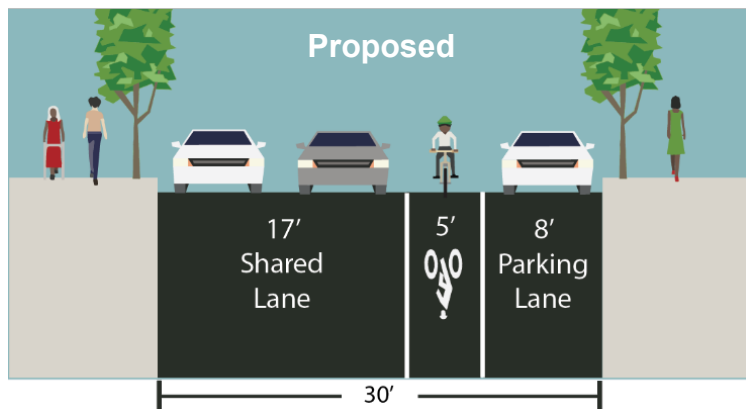 Proposed
17’
Shared
Lane
5’
8’
Parking
Lane
30’